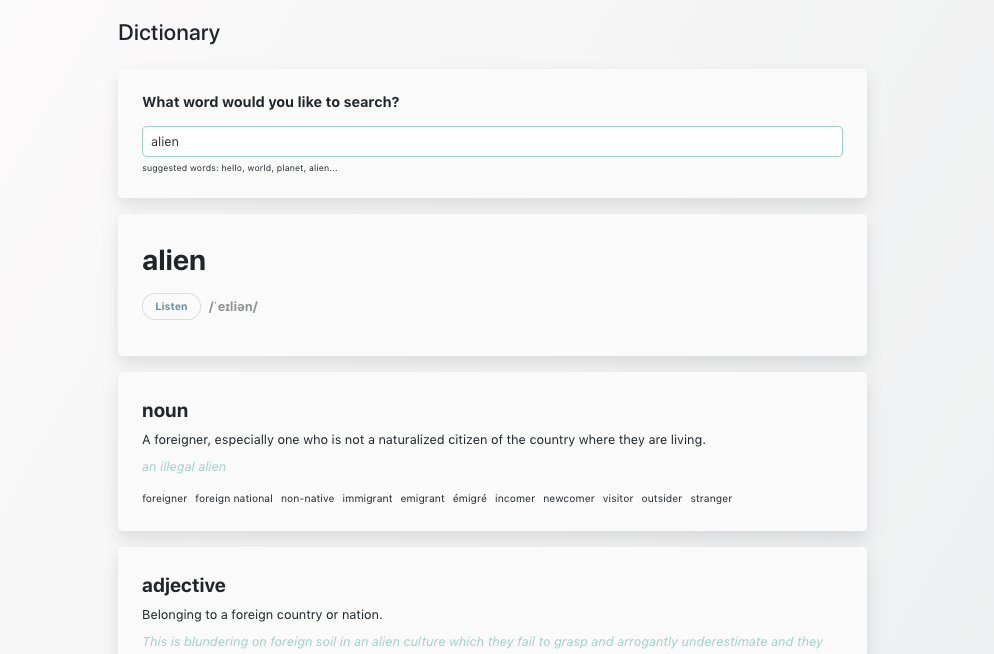 Dictionary
What word would you like to search?
alien
suggested words: hello, world, planet, alien...
alien
Listen /ˈeɪliən/
noun
A foreigner, especially one who is not a naturalized citizen of the country where they are living.
an illegal alien
foreigner foreign national non-native immigrant emigrant émigré incomer newcomer visitor outsider stranger
adjective
Belonging to a foreign country or nation.
This is blundering on foreign soil in an alien culture which they fail to grasp and arrogantly underestimate and they